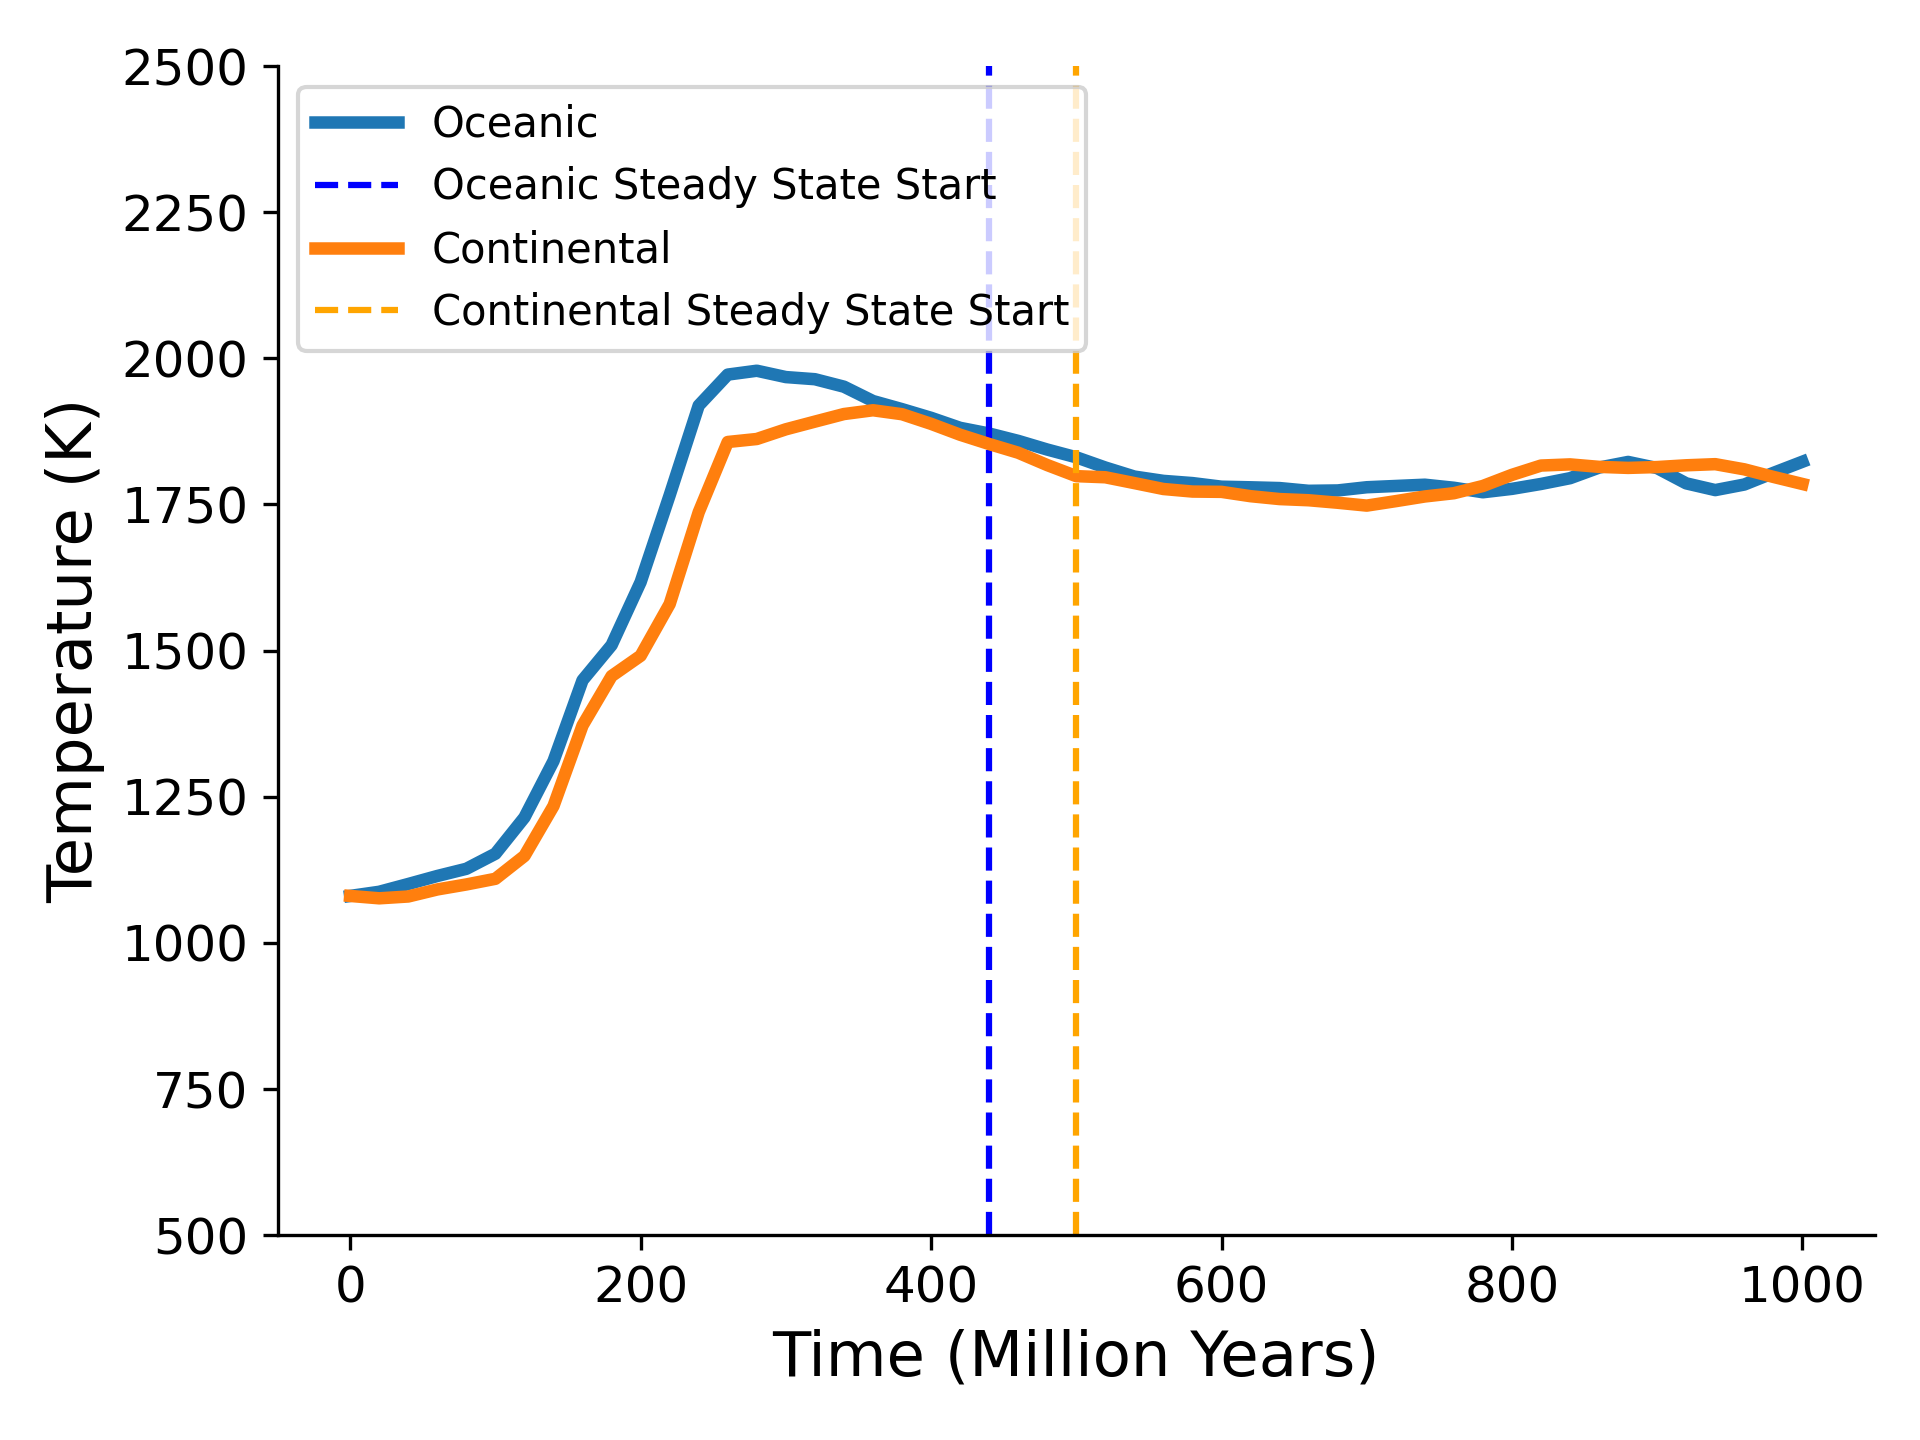 2500
2250
2000
1750
1500
1250
1000
750
500
Temperature (K)
Oceanic
Oceanic Steady State Start
Continental
Continental Steady State Start
0 200 400 600 800 1000
Time (Million Years)